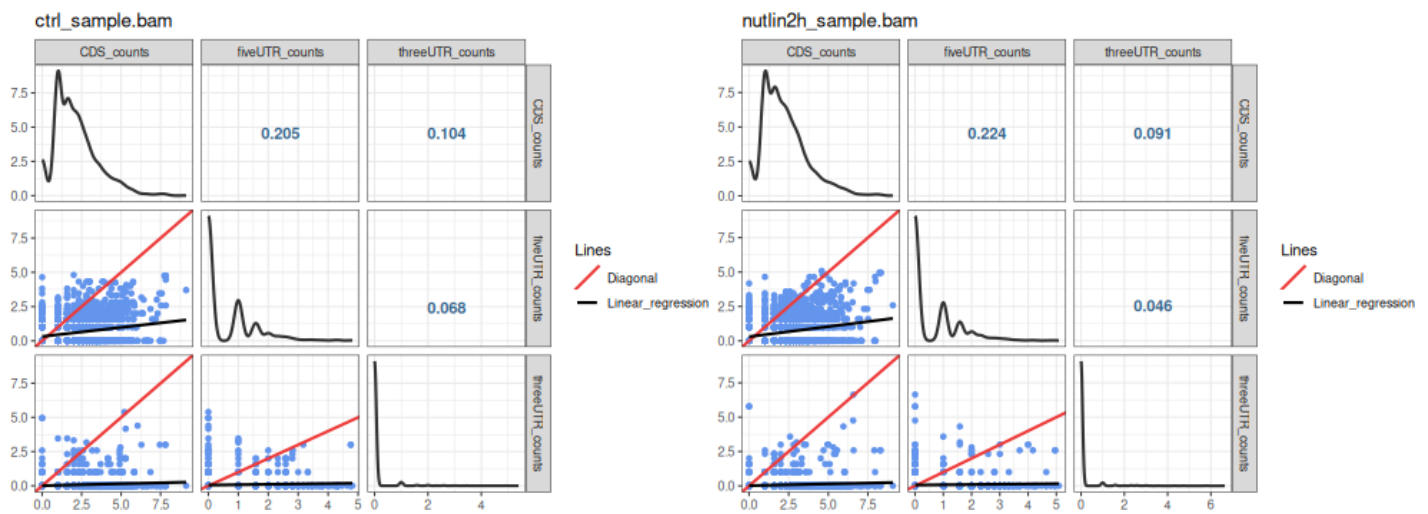 ctrl_sample.bam
CDS_counts fiveUTR_counts threeUTR_counts
7.5
5.0
2.5
0.0
0.205
0.104
CDS_counts
7.5
5.0
2.5
0.0
0.068
fiveUTR_counts
7.5
5.0
2.5
0.0
threeUTR_counts
0.0 2.5 5.0 7.5
0 1 2 3 4 5
0 2 4
Lines
Diagonal
Linear_regression
nutlin2h_sample.bam
CDS_counts fiveUTR_counts threeUTR_counts
7.5
5.0
2.5
0.0
0.224
0.091
CDS_counts
7.5
5.0
2.5
0.0
0.046
fiveUTR_counts
7.5
5.0
2.5
0.0
threeUTR_counts
0.0 2.5 5.0 7.5
0 1 2 3 4 5
0 2 4 6
Lines
Diagonal
Linear_regression